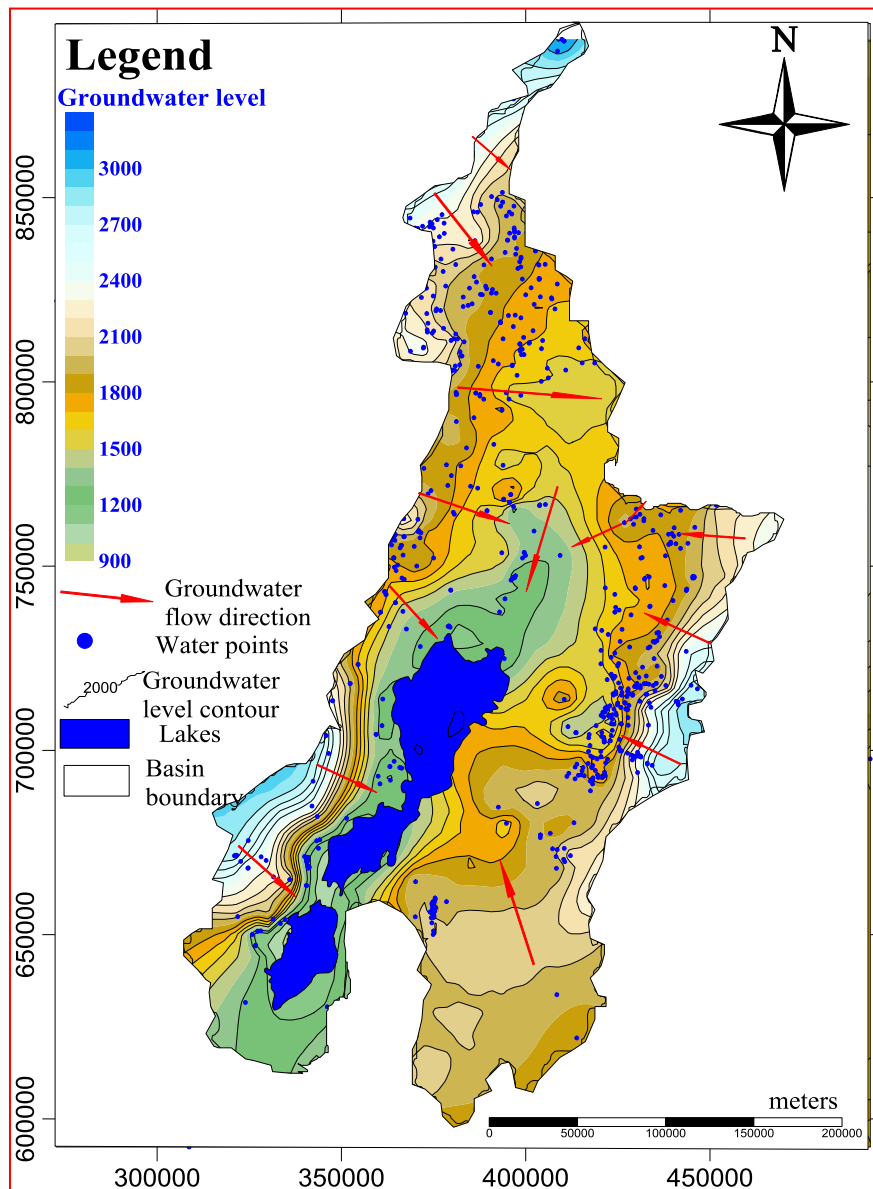 Legend
N
Groundwater level
3000
2700
2400
2100
1800
1500
1200
900
Groundwater
flow direction
Water points
2000
Groundwater
level contour
Lakes
Basin
boundary
850000
800000
750000
700000
650000
600000
meters
0
50000
100000
150000
200000
300000
350000
400000
450000